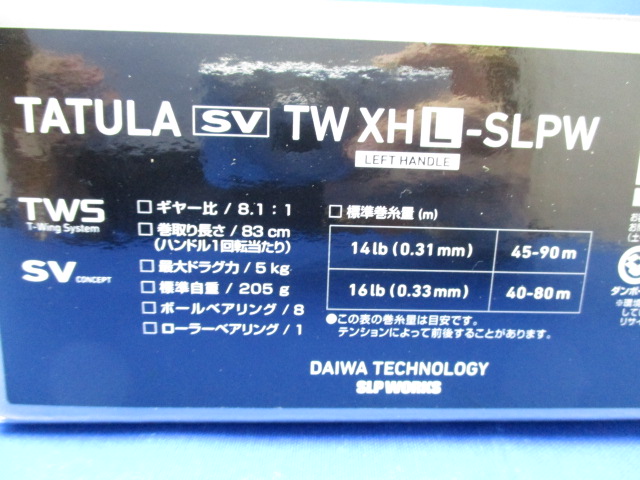 TATULA SV TW XHL-SLPW
LEFT HANDLE
TWS
T-Wing System
SV CONCEPT
□ ギヤー比 / 8.1:1
□ 巻取り長さ / 83 cm
(ハンドル1回転当たり)
□ 最大ドラグ力 / 5 kg
□ 標準自重 / 205 g
□ ボールベアリング / 8
□ ローラーベアリング / 1
□ 標準巻糸量 (m)
14 lb (0.31 mm) 45-90 m
16 lb (0.33 mm) 40-80 m
●この表の巻糸量は目安です。
テンションによって前後することがあります。
DAIWA TECHNOLOGY
SLP WORKS
ダンボー